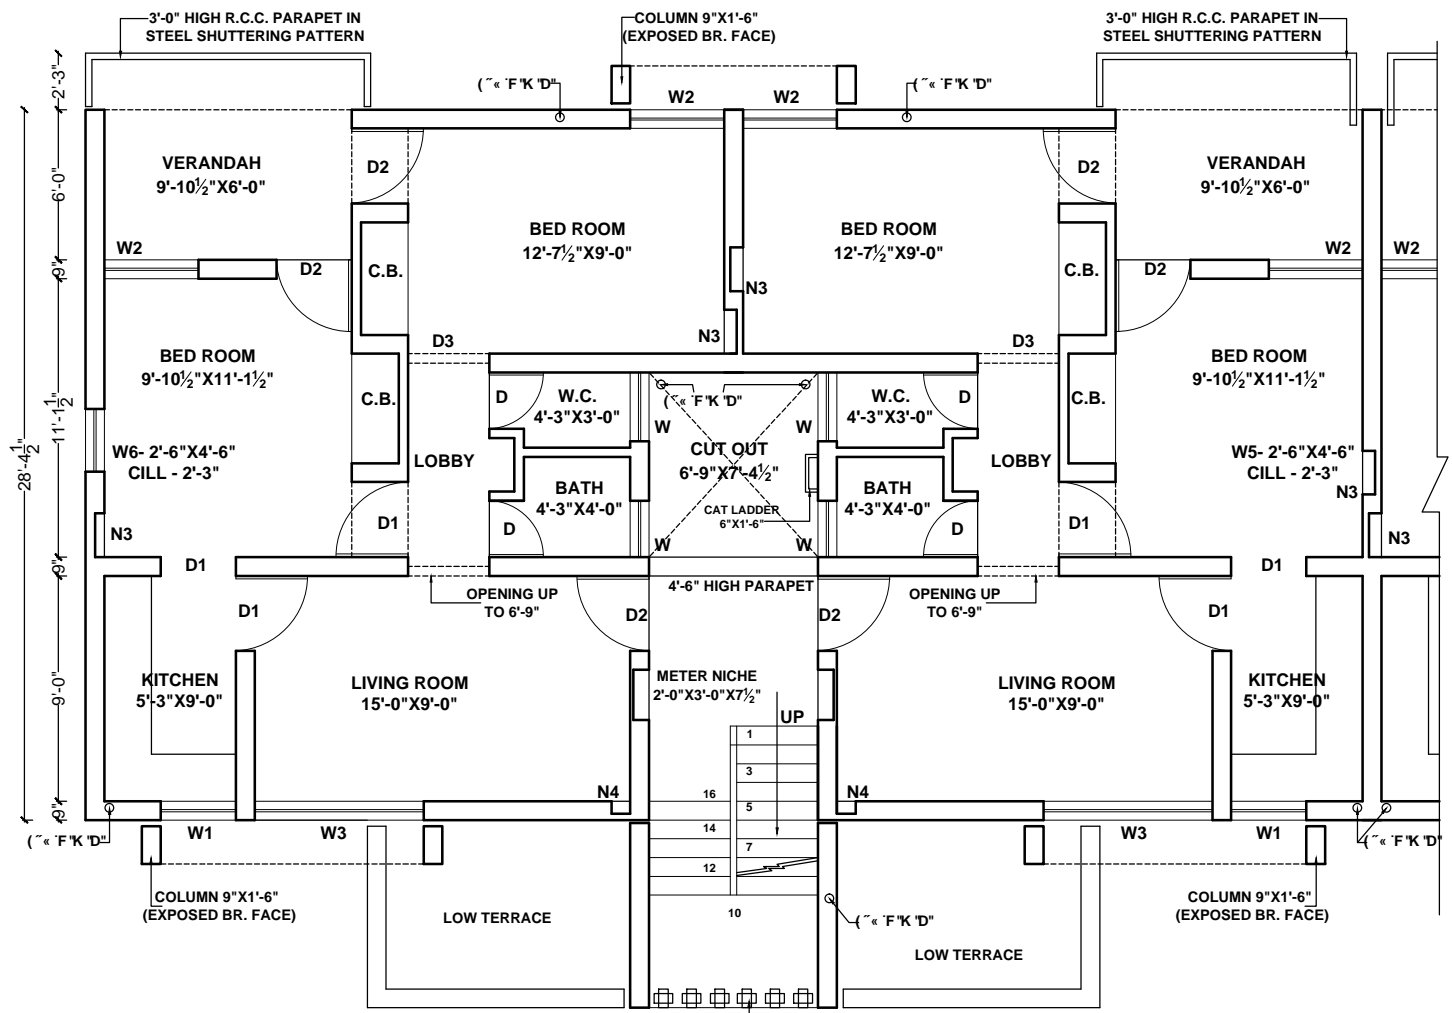 3'-0" HIGH R.C.C. PARAPET IN
STEEL SHUTTERING PATTERN
COLUMN 9"X1'-6"
(EXPOSED BR. FACE)
3'-0" HIGH R.C.C. PARAPET IN
STEEL SHUTTERING PATTERN
2'-3"
W2
W2
6'-0"
VERANDAH
9'-10½"X6'-0"
D2
BED ROOM
12'-7½"X9'-0"
BED ROOM
12'-7½"X9'-0"
D2
VERANDAH
9'-10½"X6'-0"
W2
D2
C.B.
N3
C.B.
D2
W2
W2
9"
N3
D3
D3
BED ROOM
9'-10½"X11'-1½"
BED ROOM
9'-10½"X11'-1½"
C.B.
D
W.C.
4'-3"X3'-0"
W.C.
4'-3"X3'-0"
D
C.B.
11'-1½"
28'-4½"
W
W
CUT OUT
6'-9"X7'-4½"
W6- 2'-6"X4'-6"
CILL - 2'-3"
LOBBY
LOBBY
W5- 2'-6"X4'-6"
CILL - 2'-3"
BATH
4'-3"X4'-0"
BATH
4'-3"X4'-0"
CAT LADDER
6"X1'-6"
N3
D1
D
W
W
D
D1
N3
N3
9"
D1
D1
4'-6" HIGH PARAPET
OPENING UP
TO 6'-9"
OPENING UP
TO 6'-9"
D1
D2
D2
D1
9'-0"
KITCHEN
5'-3"X9'-0"
LIVING ROOM
15'-0"X9'-0"
METER NICHE
2'-0"X3'-0"X7½"
LIVING ROOM
15'-0"X9'-0"
KITCHEN
5'-3"X9'-0"
UP
1
3
16
5
14
7
12
10
N4
N4
9"
W1
W3
W3
W1
COLUMN 9"X1'-6"
(EXPOSED BR. FACE)
COLUMN 9"X1'-6"
(EXPOSED BR. FACE)
LOW TERRACE
LOW TERRACE